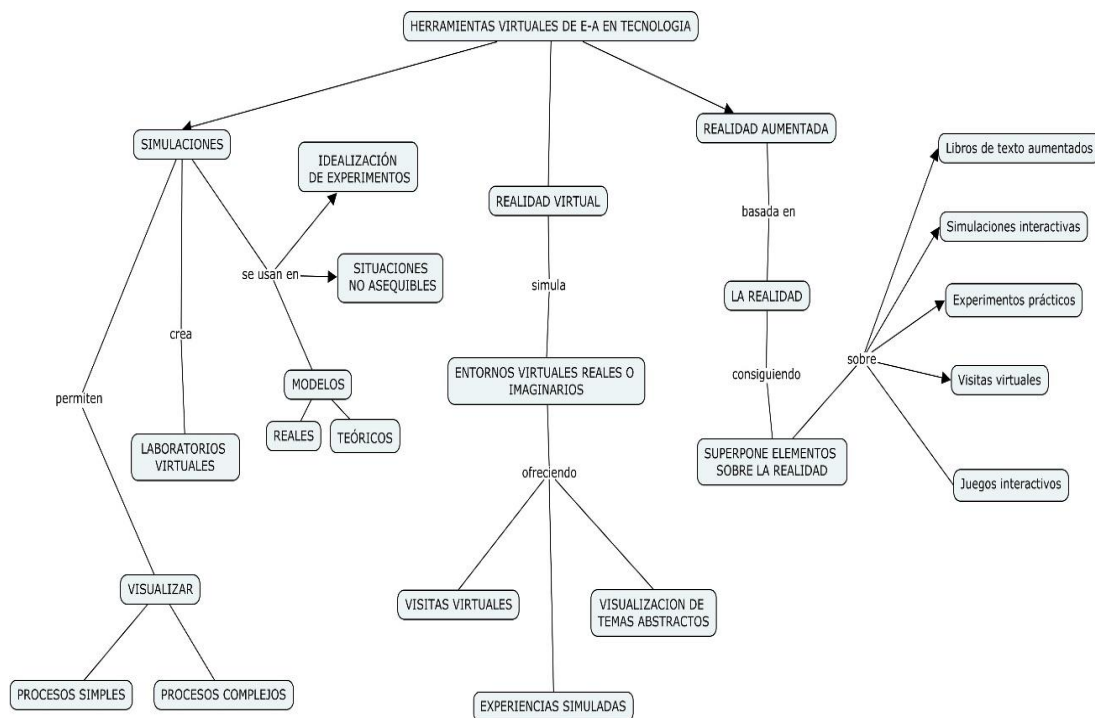 HERRAMIENTAS VIRTUALES DE E-A EN TECNOLOGIA
SIMULACIONES
REALIDAD AUMENTADA
Libros de texto aumentados
IDEALIZACIÓN
DE EXPERIMENTOS
REALIDAD VIRTUAL
basada en
Simulaciones interactivas
se usan en
SITUACIONES
NO ASEQUIBLES
simula
LA REALIDAD
Experimentos prácticos
crea
sobre
permiten
MODELOS
ENTORNOS VIRTUALES REALES O
IMAGINARIOS
consiguiendo
Visitas virtuales
REALES
TEÓRICOS
LABORATORIOS
VIRTUALES
SUPERPONE ELEMENTOS
SOBRE LA REALIDAD
ofreciendo
Juegos interactivos
VISUALIZAR
VISITAS VIRTUALES
VISUALIZACION DE
TEMAS ABSTRACTOS
PROCESOS SIMPLES
PROCESOS COMPLEJOS
EXPERIENCIAS SIMULADAS